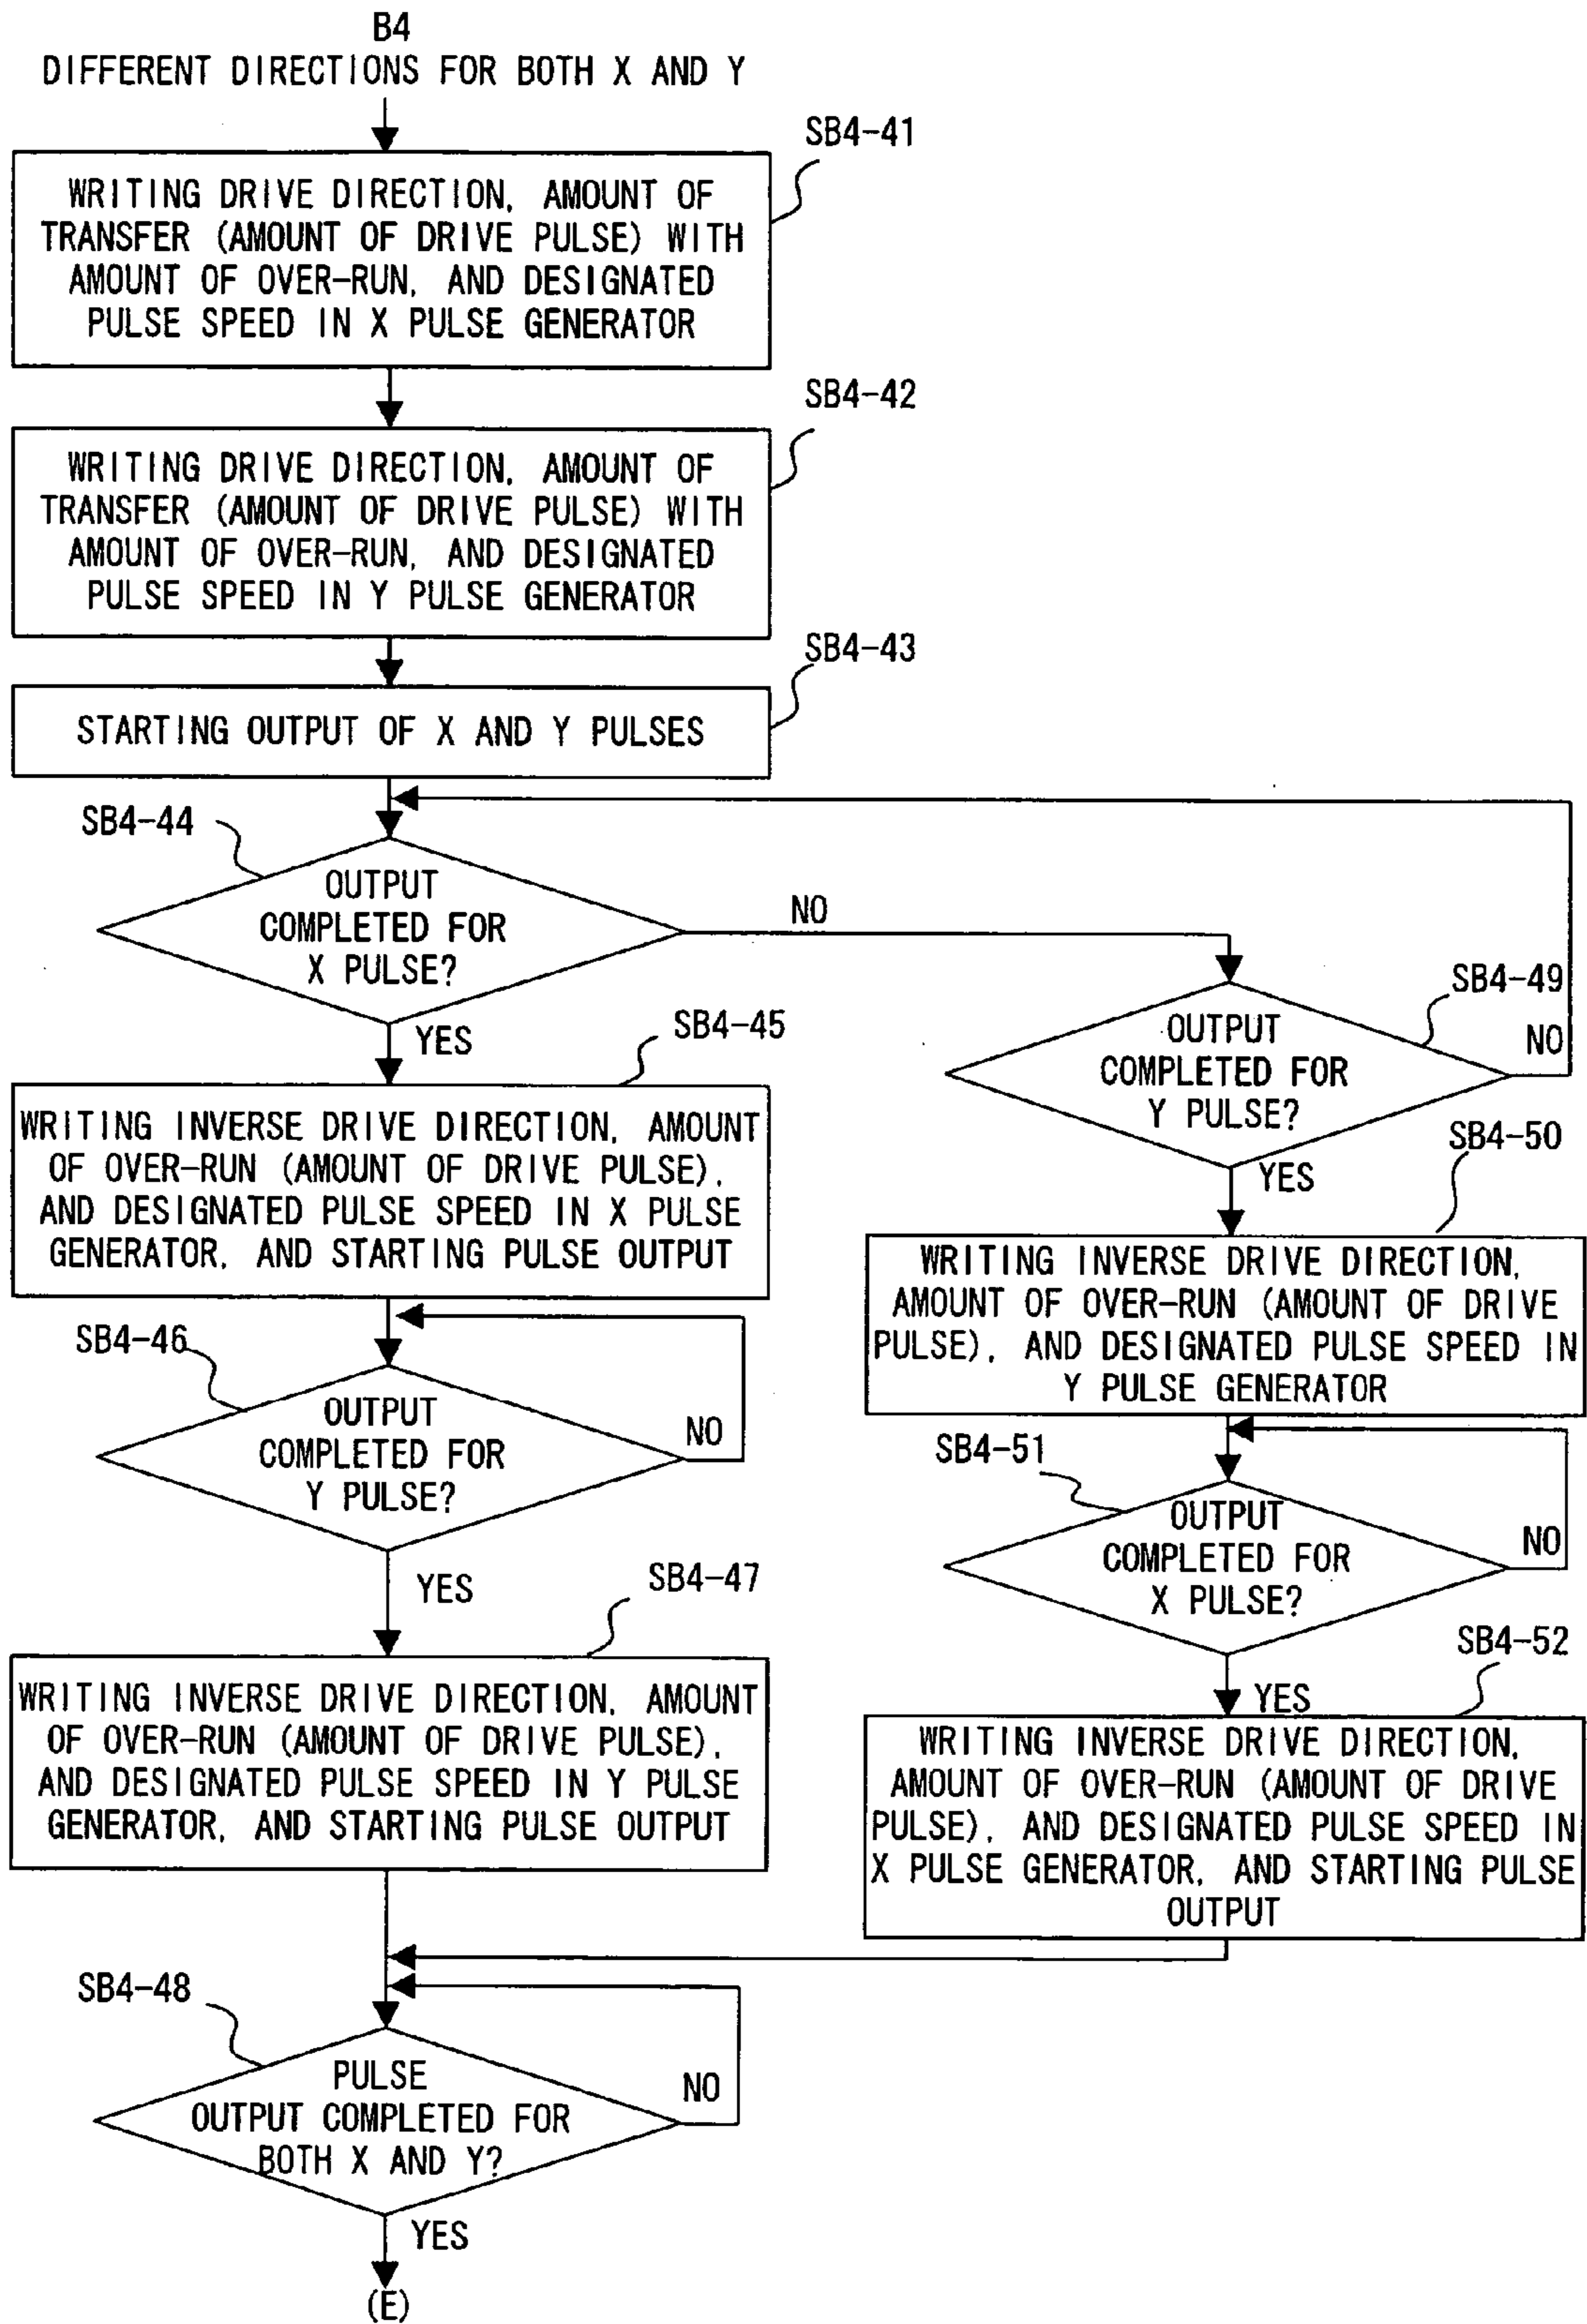 B4
DIFFERENT DIRECTIONS FOR BOTH X AND Y
SB4-41
WRITING DRIVE DIRECTION, AMOUNT OF
TRANSFER (AMOUNT OF DRIVE PULSE) WITH
AMOUNT OF OVER-RUN, AND DESIGNATED
PULSE SPEED IN X PULSE GENERATOR
SB4-42
WRITING DRIVE DIRECTION, AMOUNT OF
TRANSFER (AMOUNT OF DRIVE PULSE) WITH
AMOUNT OF OVER-RUN, AND DESIGNATED
PULSE SPEED IN Y PULSE GENERATOR
SB4-43
STARTING OUTPUT OF X AND Y PULSES
SB4-44
OUTPUT
COMPLETED FOR
X PULSE?
NO
YES
SB4-45
WRITING INVERSE DRIVE DIRECTION, AMOUNT
OF OVER-RUN (AMOUNT OF DRIVE PULSE),
AND DESIGNATED PULSE SPEED IN X PULSE
GENERATOR, AND STARTING PULSE OUTPUT
SB4-46
OUTPUT
COMPLETED FOR
Y PULSE?
NO
YES
SB4-47
WRITING INVERSE DRIVE DIRECTION, AMOUNT
OF OVER-RUN (AMOUNT OF DRIVE PULSE),
AND DESIGNATED PULSE SPEED IN Y PULSE
GENERATOR, AND STARTING PULSE OUTPUT
SB4-49
OUTPUT
COMPLETED FOR
Y PULSE?
NO
YES
SB4-50
WRITING INVERSE DRIVE DIRECTION,
AMOUNT OF OVER-RUN (AMOUNT OF DRIVE
PULSE), AND DESIGNATED PULSE SPEED IN
Y PULSE GENERATOR
SB4-51
OUTPUT
COMPLETED FOR
X PULSE?
NO
YES
SB4-52
WRITING INVERSE DRIVE DIRECTION,
AMOUNT OF OVER-RUN (AMOUNT OF DRIVE
PULSE), AND DESIGNATED PULSE SPEED IN
X PULSE GENERATOR, AND STARTING PULSE
OUTPUT
SB4-48
PULSE
OUTPUT COMPLETED FOR
BOTH X AND Y?
NO
YES
(E)